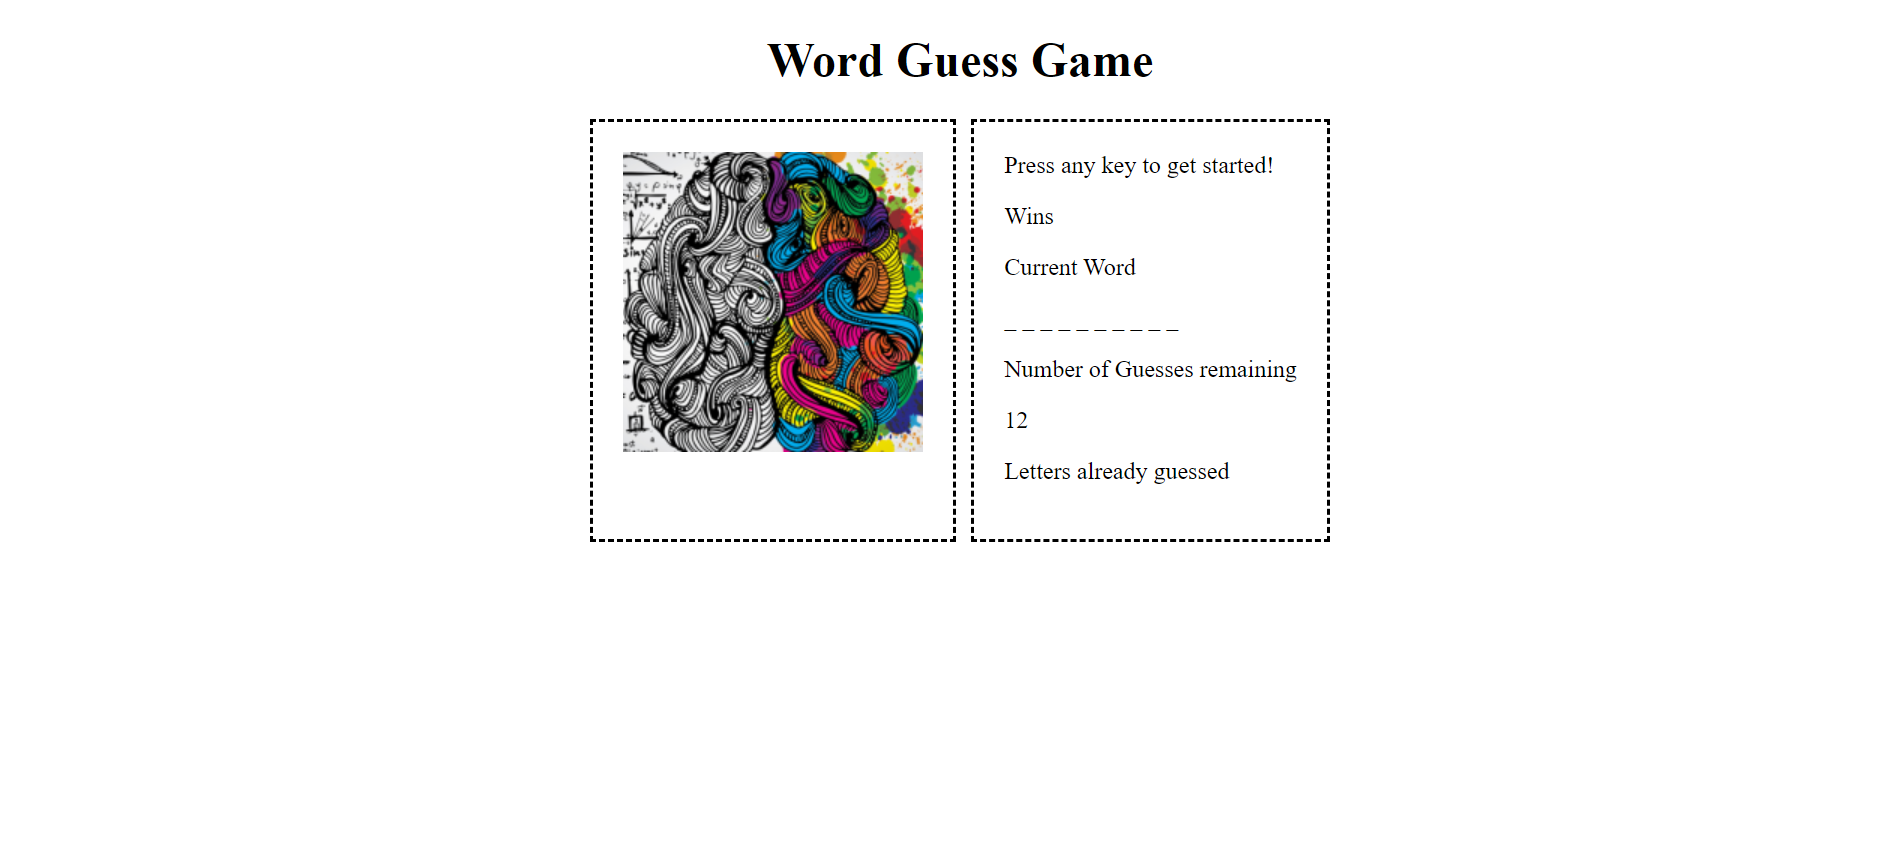 Word Guess Game
Press any key to get started!
Wins
Current Word
_ _ _ _ _ _ _ _ _ _
Number of Guesses remaining
12
Letters already guessed